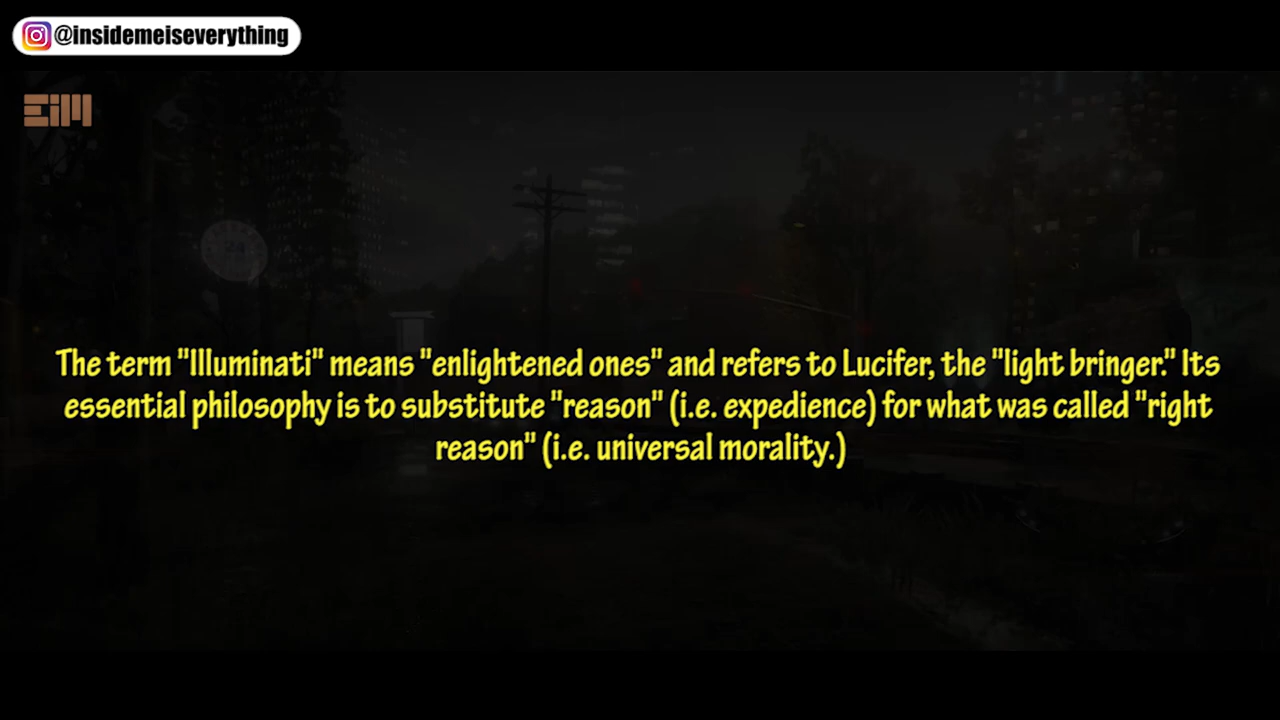 @insidemeiseverything
EiM
The term "Illuminati" means "enlightened ones" and refers to Lucifer, the "light bringer." Its
essential philosophy is to substitute "reason" (i.e. expedience) for what was called "right
reason" (i.e. universal morality.)